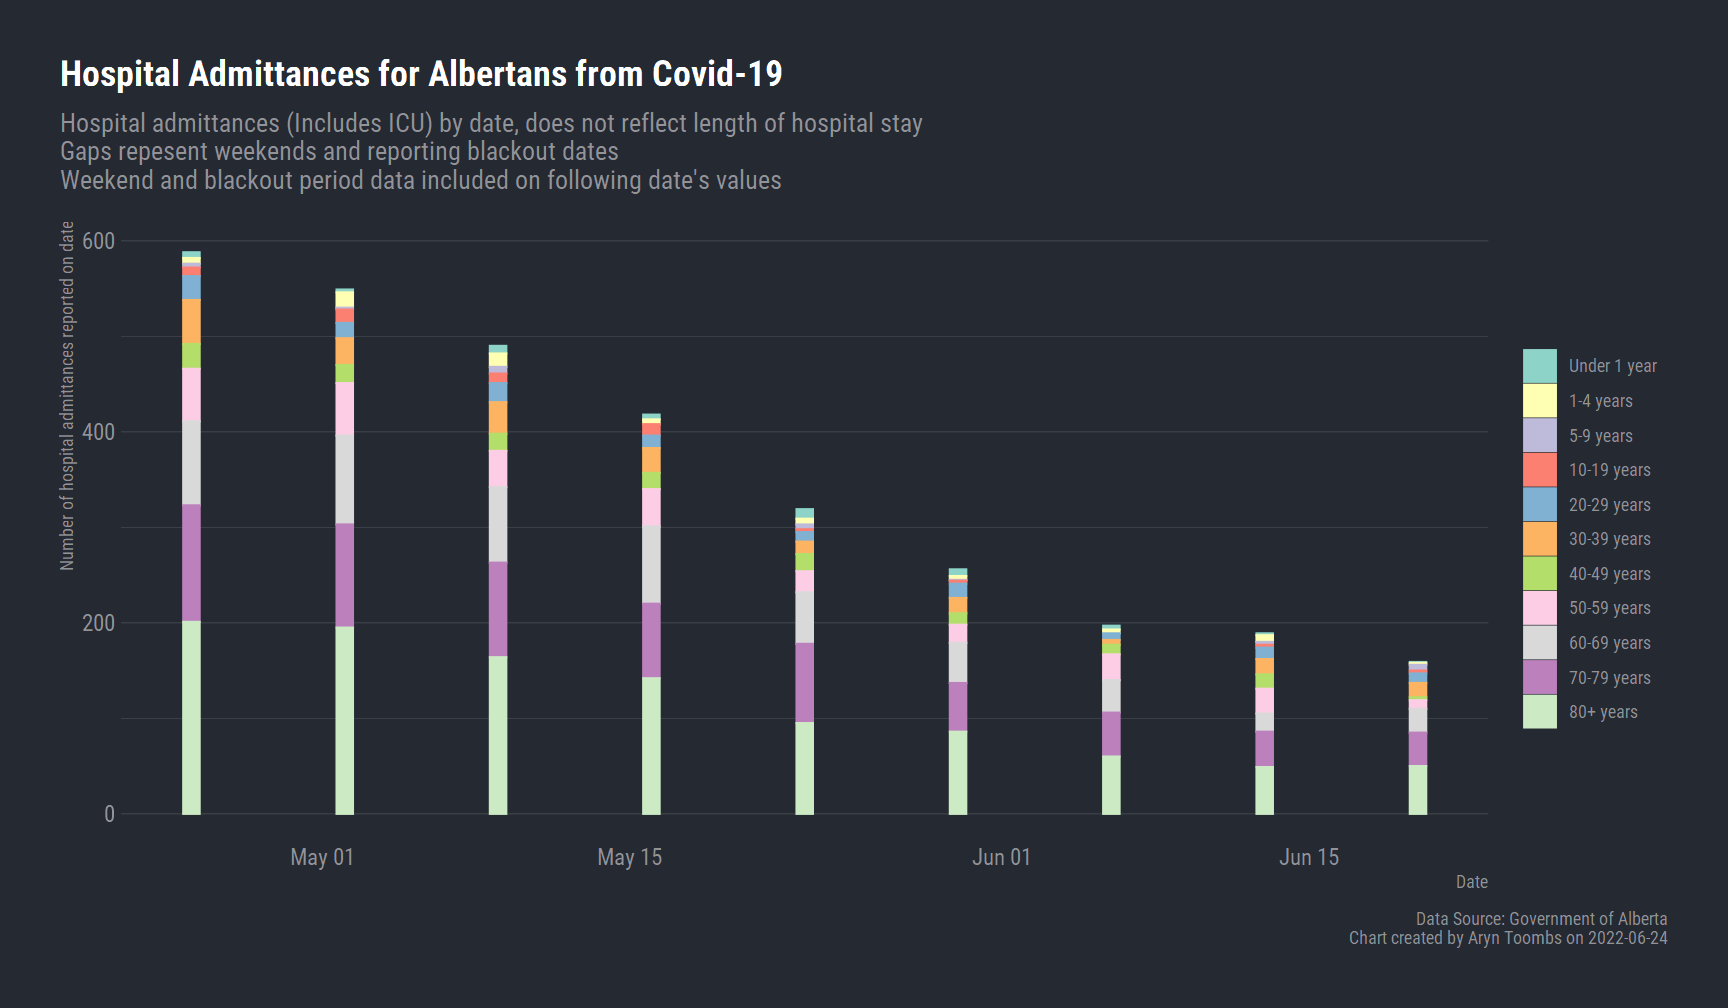 Hospital Admittances for Albertans from Covid-19
Hospital admittances (Includes ICU) by date, does not reflect length of hospital stay
Gaps repesent weekends and reporting blackout dates
Weekend and blackout period data included on following date's values
Number of hospital admittances reported on date
600
400
200
0
May 01
May 15
Jun 01
Jun 15
Date
Under 1 year
1-4 years
5-9 years
10-19 years
20-29 years
30-39 years
40-49 years
50-59 years
60-69 years
70-79 years
80+ years
Data Source: Government of Alberta
Chart created by Aryn Toombs on 2022-06-24